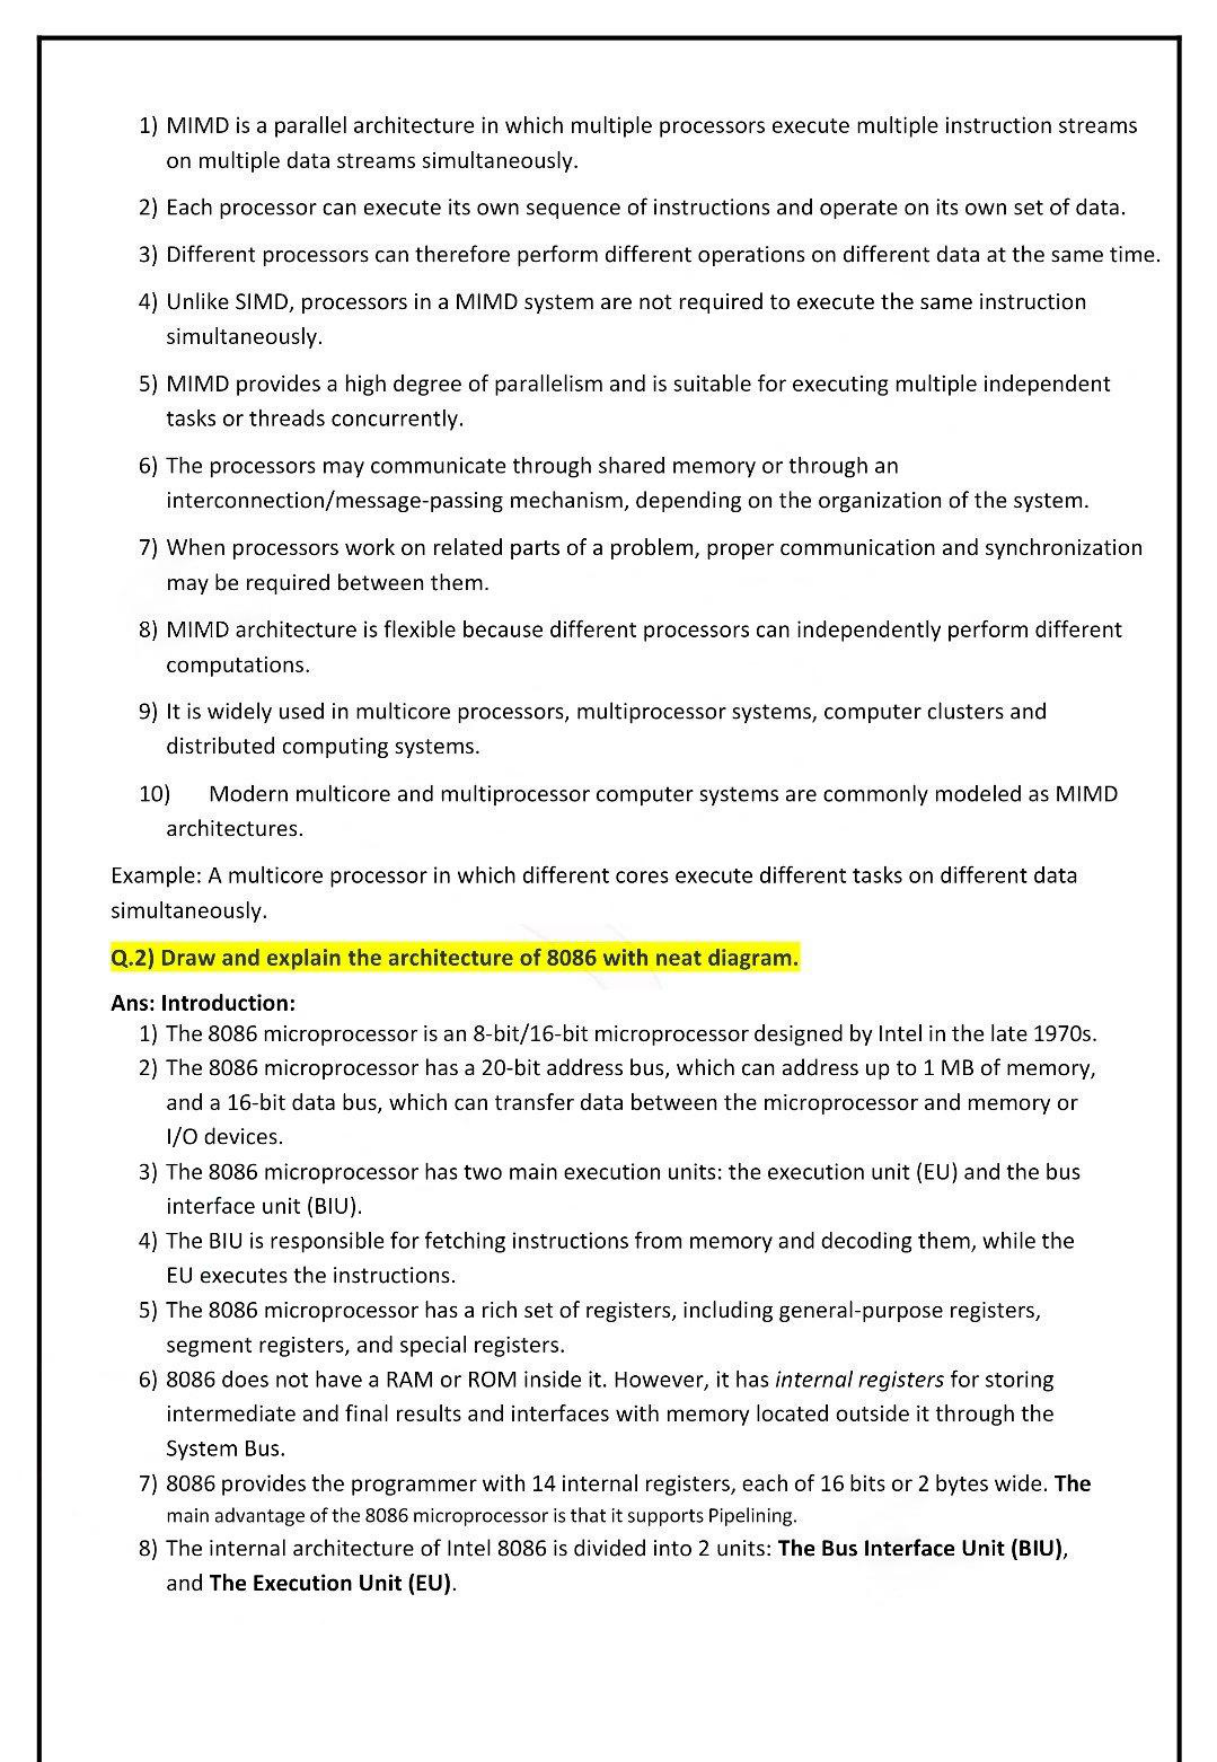 1) MIMD is a parallel architecture in which multiple processors execute multiple instruction streams
on multiple data streams simultaneously.
2) Each processor can execute its own sequence of instructions and operate on its own set of data.
3) Different processors can therefore perform different operations on different data at the same time.
4) Unlike SIMD, processors in a MIMD system are not required to execute the same instruction
simultaneously.
5) MIMD provides a high degree of parallelism and is suitable for executing multiple independent
tasks or threads concurrently.
6) The processors may communicate through shared memory or through an
interconnection/message-passing mechanism, depending on the organization of the system.
7) When processors work on related parts of a problem, proper communication and synchronization
may be required between them.
8) MIMD architecture is flexible because different processors can independently perform different
computations.
9) It is widely used in multicore processors, multiprocessor systems, computer clusters and
distributed computing systems.
10) Modern multicore and multiprocessor computer systems are commonly modeled as MIMD
architectures.
Example: A multicore processor in which different cores execute different tasks on different data
simultaneously.
Q.2) Draw and explain the architecture of 8086 with neat diagram.
Ans: Introduction:
1) The 8086 microprocessor is an 8-bit/16-bit microprocessor designed by Intel in the late 1970s.
2) The 8086 microprocessor has a 20-bit address bus, which can address up to 1 MB of memory,
and a 16-bit data bus, which can transfer data between the microprocessor and memory or
I/O devices.
3) The 8086 microprocessor has two main execution units: the execution unit (EU) and the bus
interface unit (BIU).
4) The BIU is responsible for fetching instructions from memory and decoding them, while the
EU executes the instructions.
5) The 8086 microprocessor has a rich set of registers, including general-purpose registers,
segment registers, and special registers.
6) 8086 does not have a RAM or ROM inside it. However, it has internal registers for storing
intermediate and final results and interfaces with memory located outside it through the
System Bus.
7) 8086 provides the programmer with 14 internal registers, each of 16 bits or 2 bytes wide. The
main advantage of the 8086 microprocessor is that it supports Pipelining.
8) The internal architecture of Intel 8086 is divided into 2 units: The Bus Interface Unit (BIU),
and The Execution Unit (EU).